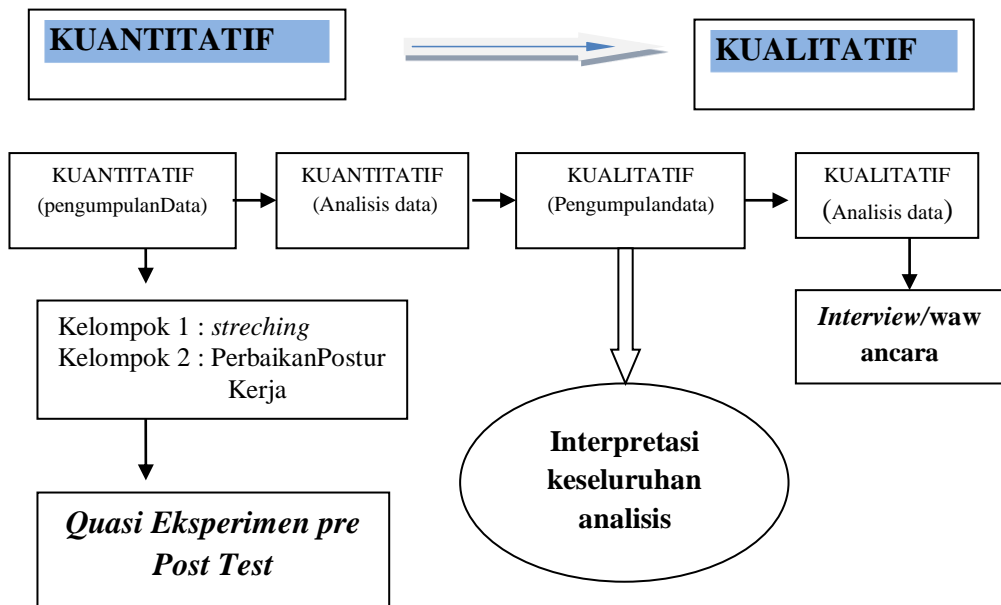 KUANTITATIF
KUALITATIF
KUANTITATIF
(pengumpulanData)
KUANTITATIF
(Analisis data)
KUALITATIF
(Pengumpulandata)
KUALITATIF
(Analisis data)
Kelompok 1 : streching
Kelompok 2 : PerbaikanPostur
Kerja
Interview/waw
ancara
Interpretasi
keseluruhan
analisis
Quasi Eksperimen pre
Post Test